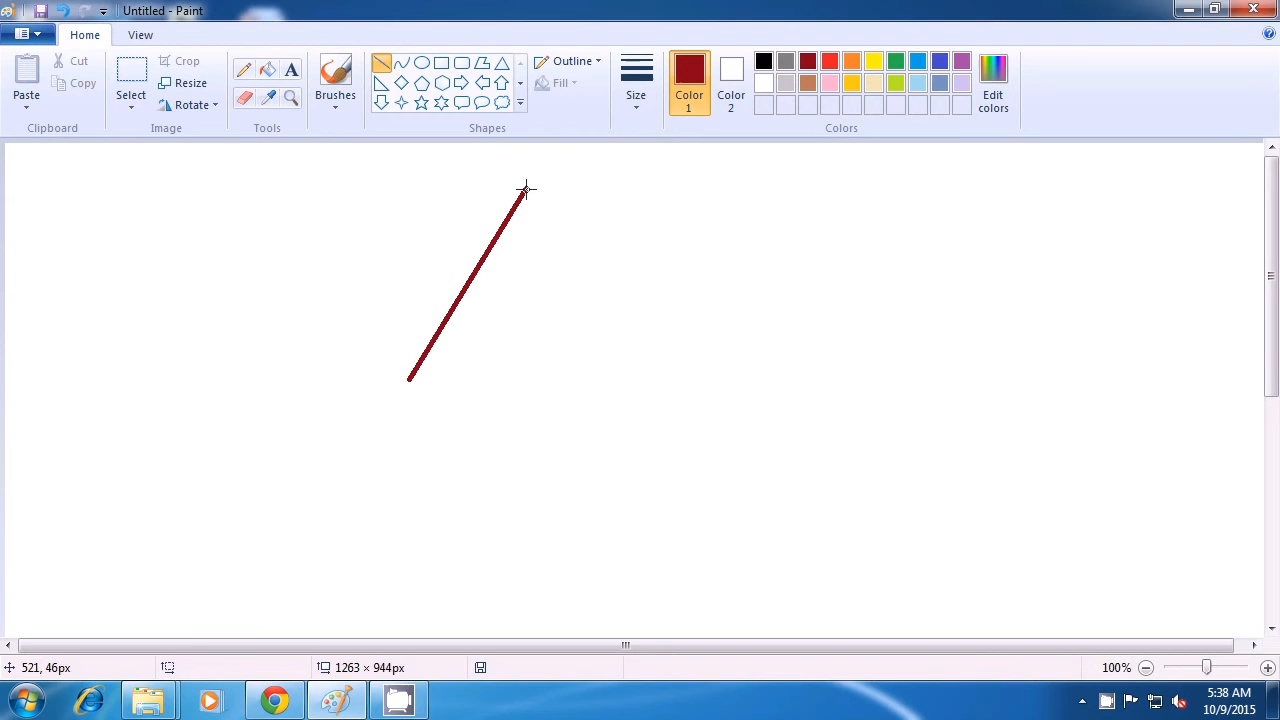 Untitled - Paint
Home View
Paste
Cut
Copy
Clipboard
Select
Crop
Resize
Rotate
Image
A
Tools
Brushes
Outline
Fill
Shapes
Size
Color 1
Color 2
Edit colors
Colors
521, 46px
1263 × 944px
100%
5:38 AM
10/9/2015